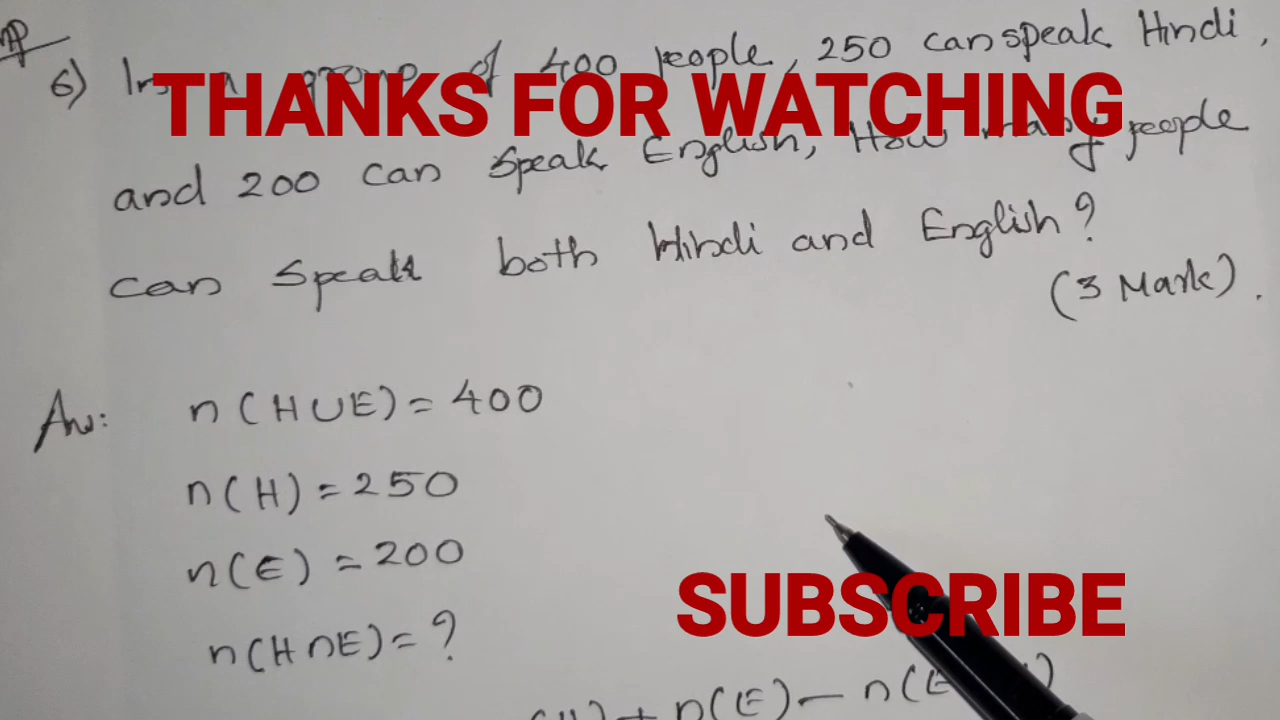 6) In a group of 400 people, 250 can speak Hindi,
THANKS FOR WATCHING
and 200 can speak English, How many people
can speak both Hindi and English?
(3 Mark).
Ans: n(H∪E) = 400
n(H) = 250
n(E) = 200
SUBSCRIBE
n(H∩E) = ?
+ n(E) – n(E